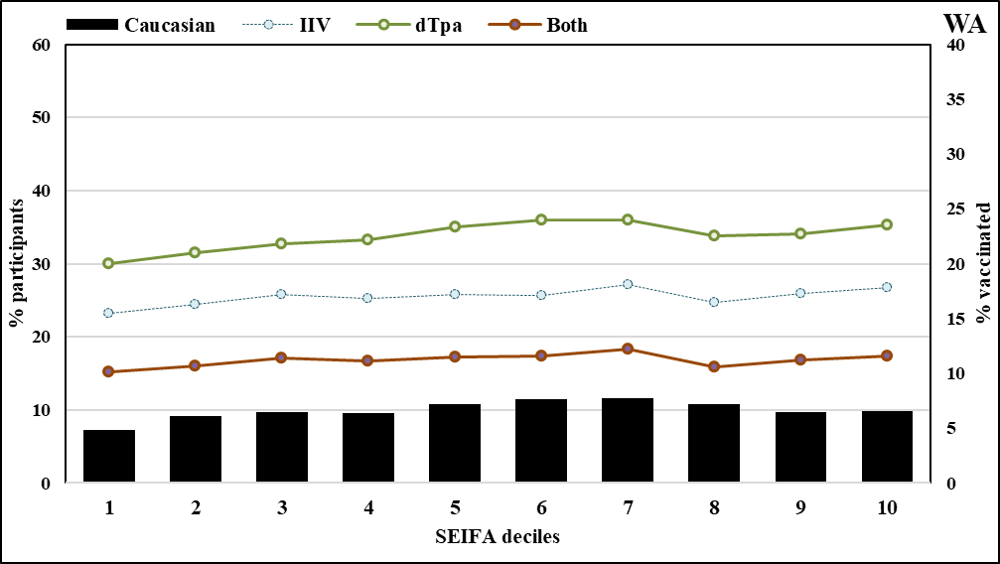 Caucasian IIV dTpa Both WA
60 40
35
50
30
40
25
30 20
15
20
10
10
5
0 0
% participants
% vaccinated
1 2 3 4 5 6 7 8 9 10
SEIFA deciles